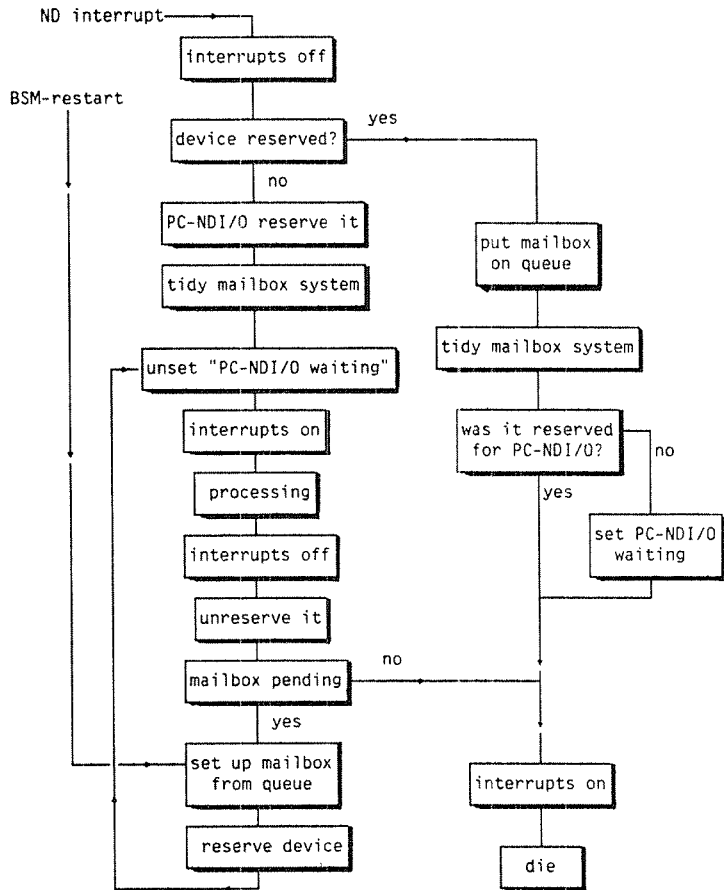 ND interrupt
interrupts off
BSM-restart
yes
device reserved?
no
PC-NDI/O reserve it
put mailbox
on queue
tidy mailbox system
tidy mailbox system
unset "PC-NDI/O waiting"
interrupts on
was it reserved
for PC-NDI/O?
no
yes
processing
set PC-NDI/O
waiting
interrupts off
unreserve it
no
mailbox pending
yes
set up mailbox
from queue
interrupts on
reserve device
die